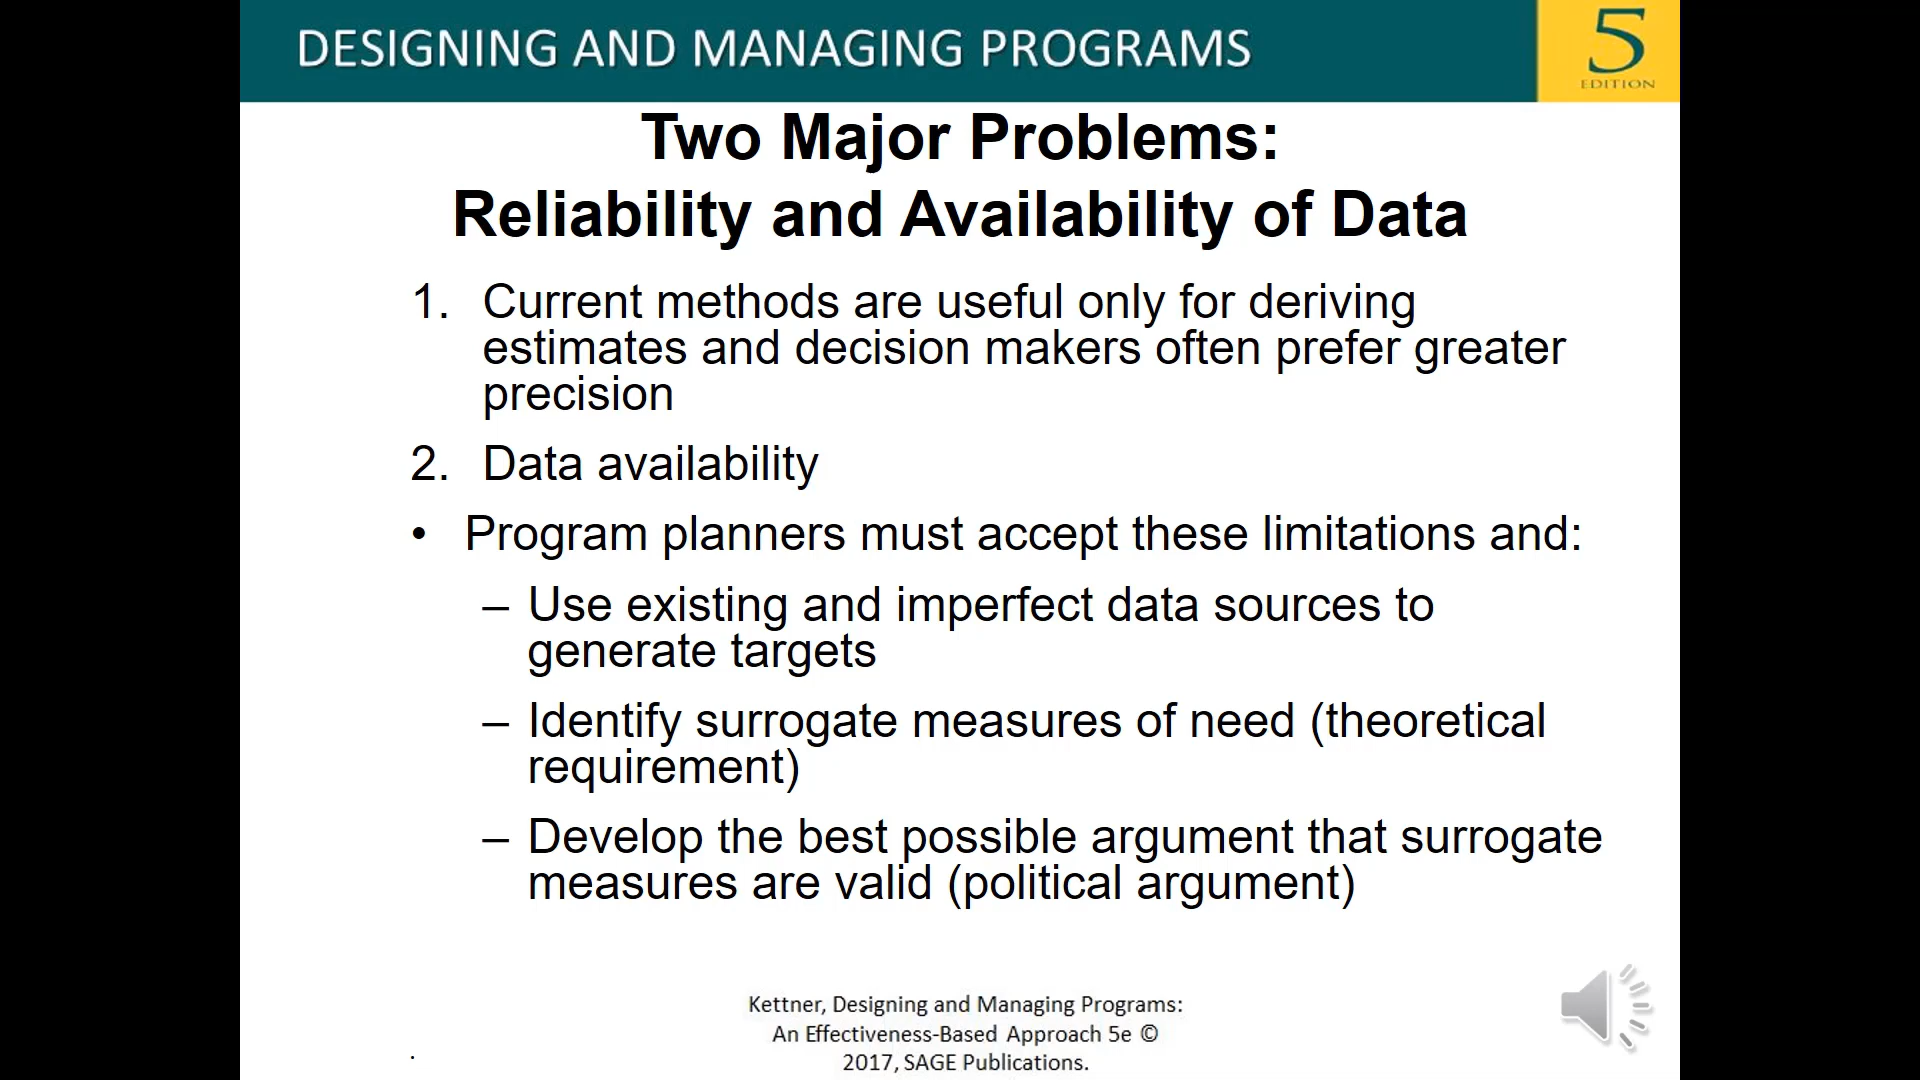 DESIGNING AND MANAGING PROGRAMS
5
EDITION
Two Major Problems:
Reliability and Availability of Data
1. Current methods are useful only for deriving
estimates and decision makers often prefer greater
precision
2. Data availability
• Program planners must accept these limitations and:
– Use existing and imperfect data sources to
generate targets
– Identify surrogate measures of need (theoretical
requirement)
– Develop the best possible argument that surrogate
measures are valid (political argument)
Kettner, Designing and Managing Programs:
An Effectiveness-Based Approach 5e ©
2017, SAGE Publications.
.